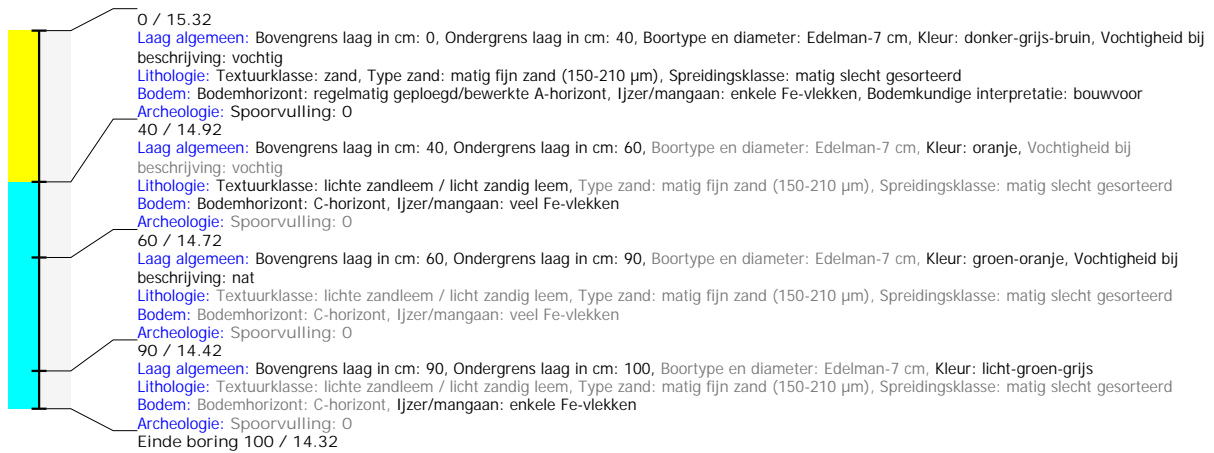 0 / 15.32
Laag algemeen: Bovengrens laag in cm: 0, Ondergrens laag in cm: 40, Boortype en diameter: Edelman-7 cm, Kleur: donker-grijs-bruin, Vochtigheid bij
beschrijving: vochtig
Lithologie: Textuurklasse: zand, Type zand: matig fijn zand (150-210 µm), Spreidingsklasse: matig slecht gesorteerd
Bodem: Bodemhorizont: regelmatig geploegd/bewerkte A-horizont, Ijzer/mangaan: enkele Fe-vlekken, Bodemkundige interpretatie: bouwvoor
Archeologie: Spoorvulling: 0
40 / 14.92
Laag algemeen: Bovengrens laag in cm: 40, Ondergrens laag in cm: 60, Boortype en diameter: Edelman-7 cm, Kleur: oranje, Vochtigheid bij
beschrijving: vochtig
Lithologie: Textuurklasse: lichte zandleem / licht zandig leem, Type zand: matig fijn zand (150-210 µm), Spreidingsklasse: matig slecht gesorteerd
Bodem: Bodemhorizont: C-horizont, Ijzer/mangaan: veel Fe-vlekken
Archeologie: Spoorvulling: 0
60 / 14.72
Laag algemeen: Bovengrens laag in cm: 60, Ondergrens laag in cm: 90, Boortype en diameter: Edelman-7 cm, Kleur: groen-oranje, Vochtigheid bij
beschrijving: nat
Lithologie: Textuurklasse: lichte zandleem / licht zandig leem, Type zand: matig fijn zand (150-210 µm), Spreidingsklasse: matig slecht gesorteerd
Bodem: Bodemhorizont: C-horizont, Ijzer/mangaan: veel Fe-vlekken
Archeologie: Spoorvulling: 0
90 / 14.42
Laag algemeen: Bovengrens laag in cm: 90, Ondergrens laag in cm: 100, Boortype en diameter: Edelman-7 cm, Kleur: licht-groen-grijs
Lithologie: Textuurklasse: lichte zandleem / licht zandig leem, Type zand: matig fijn zand (150-210 µm), Spreidingsklasse: matig slecht gesorteerd
Bodem: Bodemhorizont: C-horizont, Ijzer/mangaan: enkele Fe-vlekken
Archeologie: Spoorvulling: 0
Einde boring 100 / 14.32